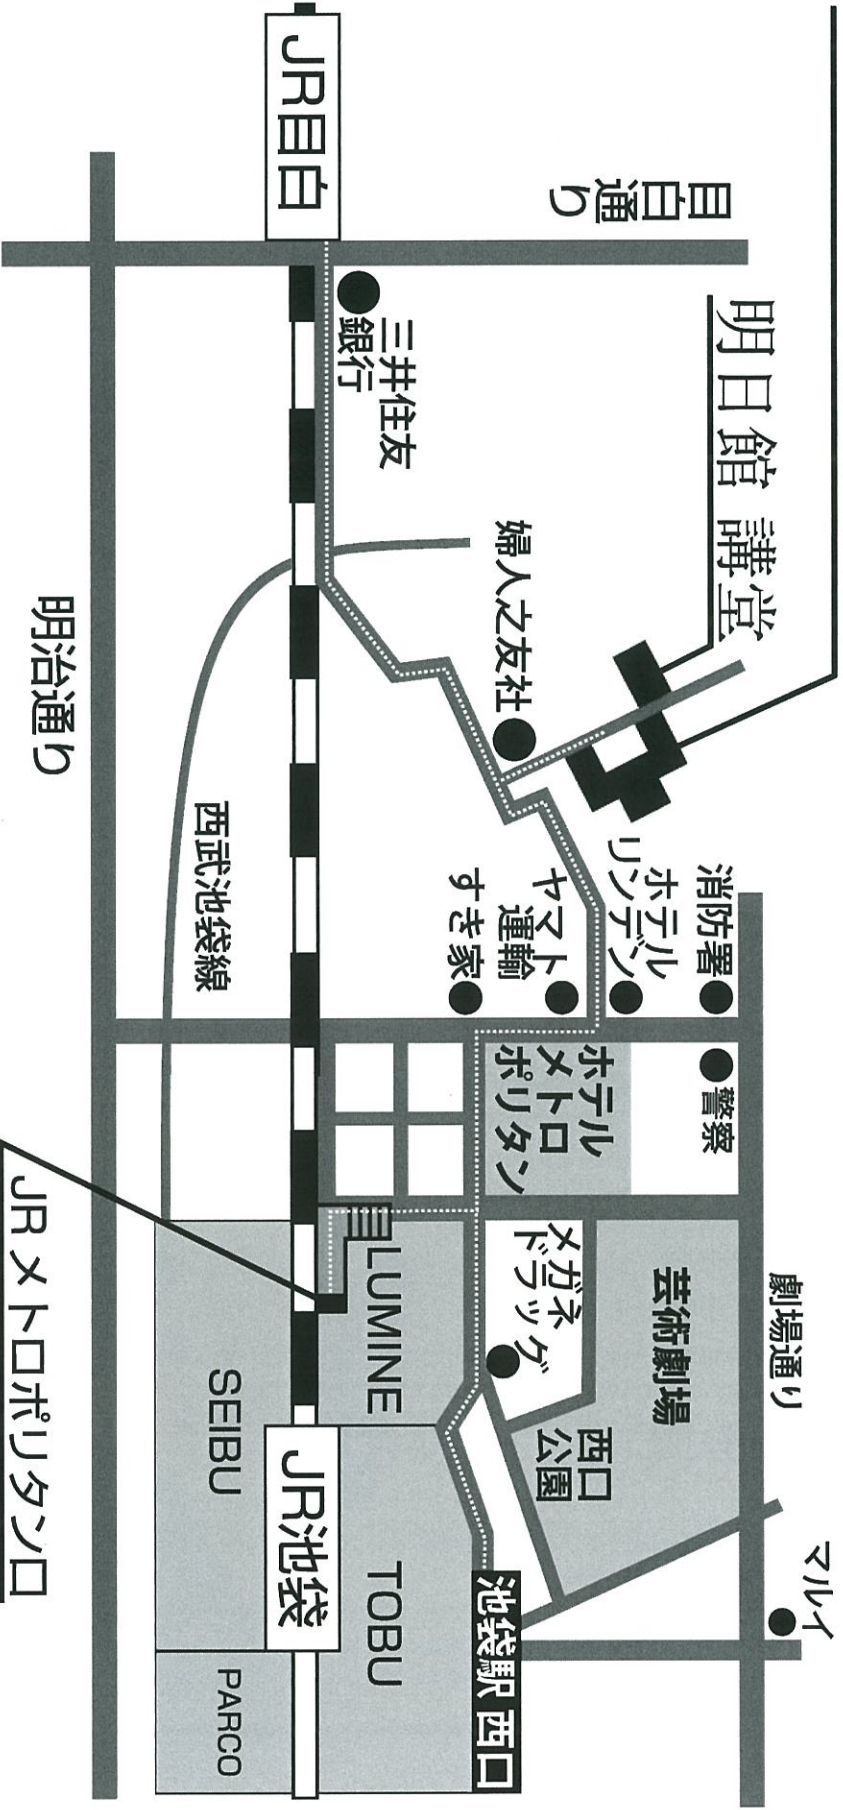 目白
通り
JR目白
三井住友
銀行
明日館 講堂
婦人之友社
明治通り
西武池袋線
消防署
ホテル
リンデン
ヤマト
運輸
すき家
警察
ホテル
メトロ
ポリタン
JR メトロポリタン口
LUMINE
メガネ
ドラッグ
芸術劇場
劇場通り
西口
公園
SEIBU
JR池袋
TOBU
池袋駅 西口
マルイ
PARCO